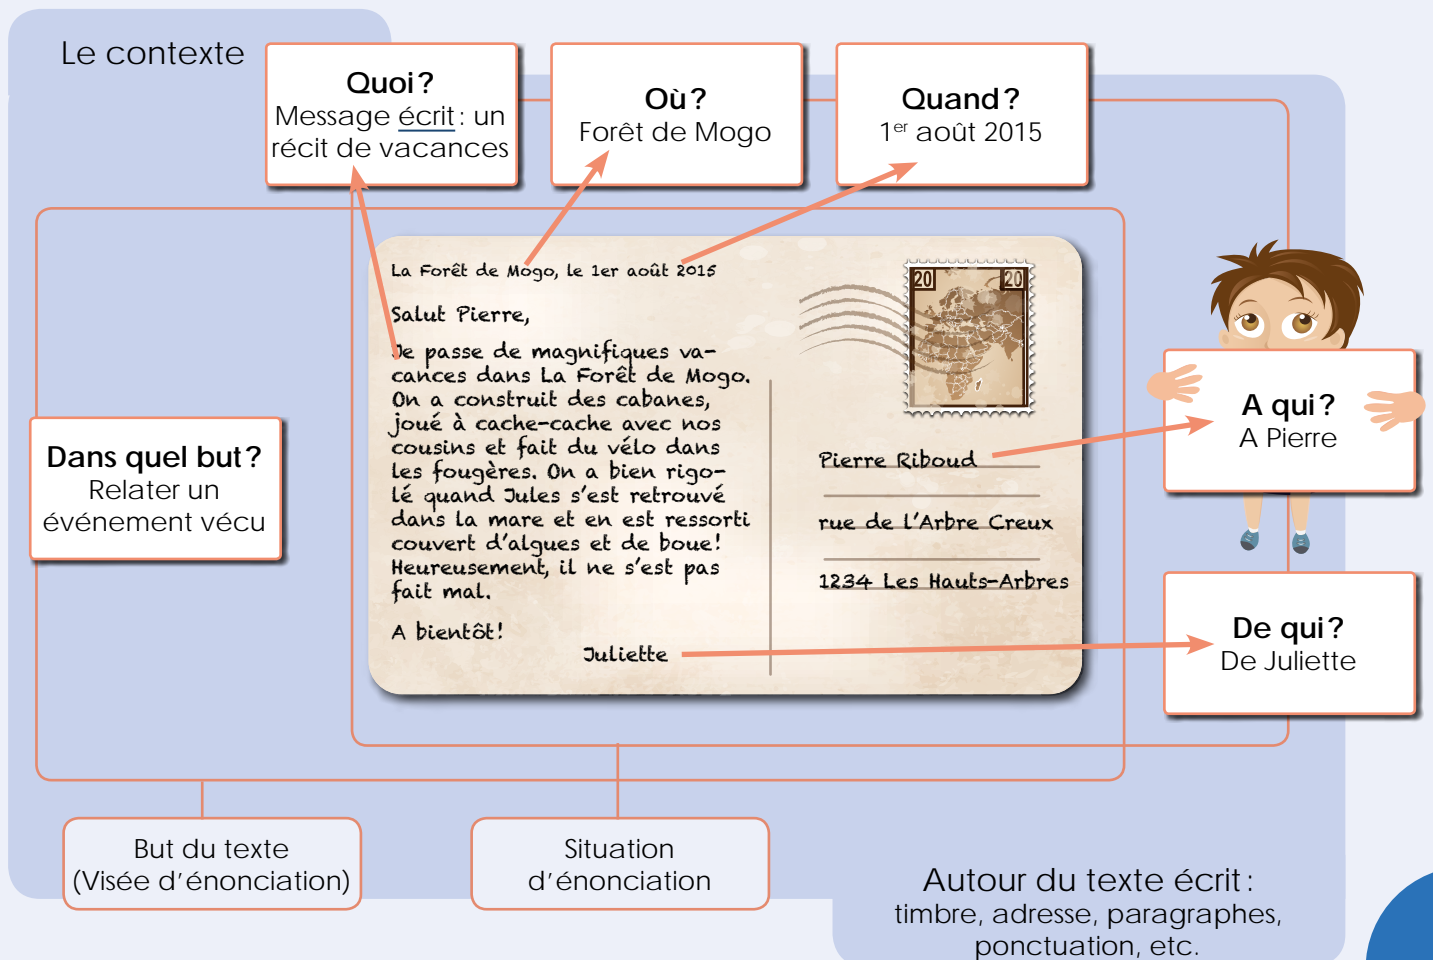 Le contexte
Quoi ?
Message écrit : un
récit de vacances
Où ?
Forêt de Mogo
Quand ?
1er août 2015
La Forêt de Mogo, le 1er août 2015
Salut Pierre,
Je passe de magnifiques va-
cances dans La Forêt de Mogo.
On a construit des cabanes,
joué à cache-cache avec nos
cousins et fait du vélo dans
les fougères. On a bien rigo-
lé quand Jules s'est retrouvé
dans la mare et en est ressorti
couvert d'algues et de boue!
Heureusement, il ne s'est pas
fait mal.
A bientôt!
Juliette
20 20
Pierre Riboud
rue de l'Arbre Creux
1234 Les Hauts-Arbres
A qui ?
A Pierre
De qui ?
De Juliette
Dans quel but ?
Relater un
événement vécu
But du texte
(Visée d'énonciation)
Situation
d'énonciation
Autour du texte écrit :
timbre, adresse, paragraphes,
ponctuation, etc.